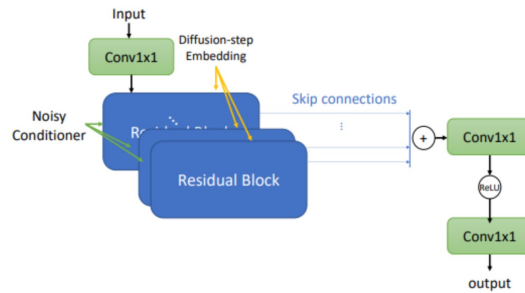 Input
Conv1x1
Diffusion-step
Embedding
Noisy
Conditioner
Skip connections
Residual Block
+
Conv1x1
ReLU
Conv1x1
output